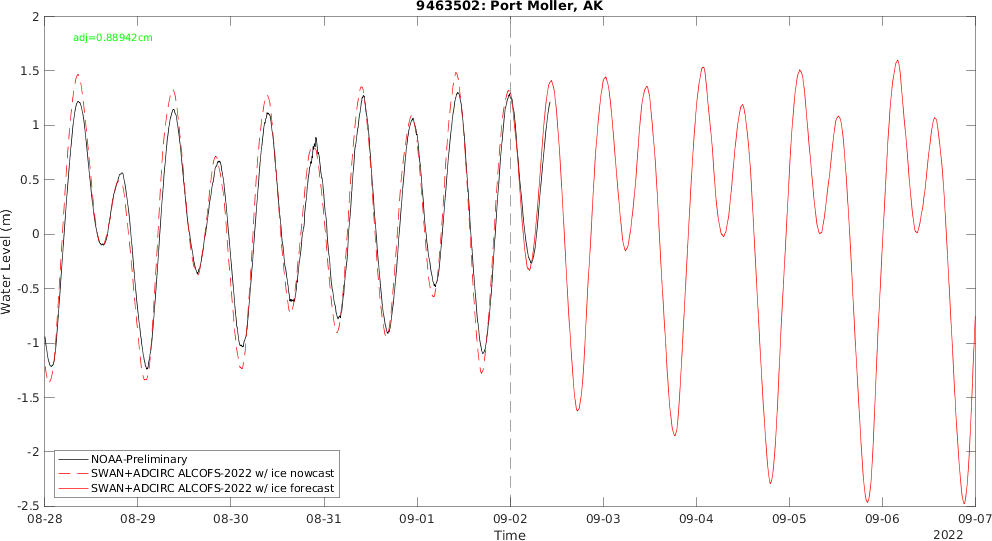 9463502: Port Moller, AK
adj=0.88942cm
2
1.5
1
0.5
0
-0.5
-1
-1.5
-2
-2.5
Water Level (m)
NOAA-Preliminary
SWAN+ADCIRC ALCOFS-2022 w/ ice nowcast
SWAN+ADCIRC ALCOFS-2022 w/ ice forecast
08-28 08-29 08-30 08-31 09-01 09-02 09-03 09-04 09-05 09-06 09-07
Time
2022